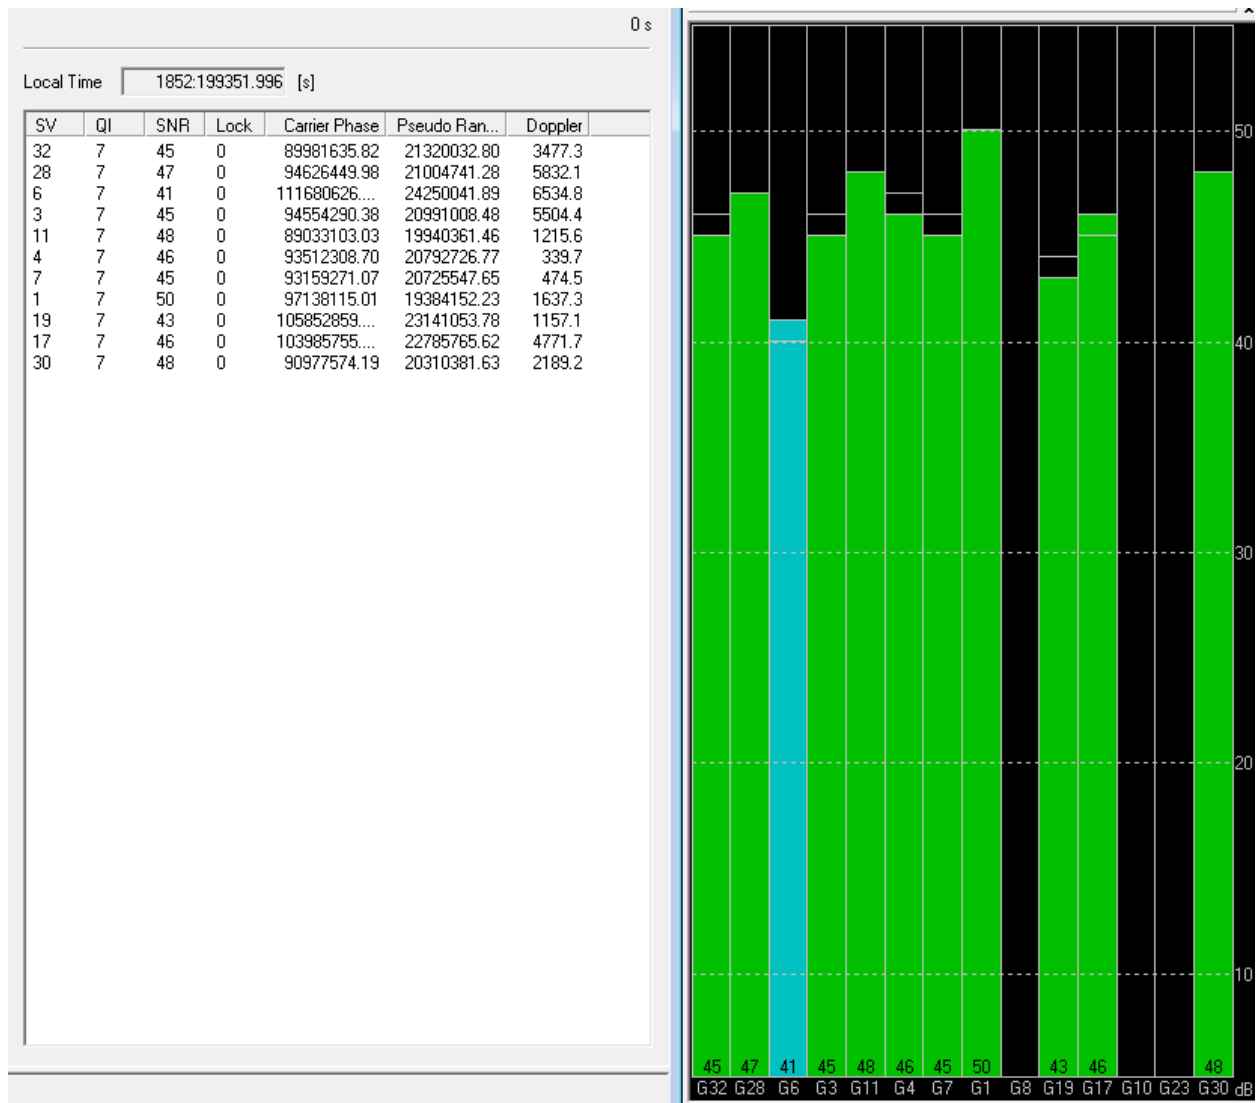 0 s
Local Time 1852:199351.996 [s]
SV QI SNR Lock Carrier Phase Pseudo Ran... Doppler
32 7 45 0 89981635.82 21320032.80 3477.3
28 7 47 0 94626449.98 21004741.28 5832.1
6 7 41 0 111680626.... 24250041.89 6534.8
3 7 45 0 94554290.38 20991008.48 5504.4
11 7 48 0 89033103.03 19940361.46 1215.6
4 7 46 0 93512308.70 20792726.77 339.7
7 7 45 0 93159271.07 20725547.65 474.5
1 7 50 0 97138115.01 19384152.23 1637.3
19 7 43 0 105852859.... 23141053.78 1157.1
17 7 46 0 103985755.... 22785765.62 4771.7
30 7 48 0 90977574.19 20310381.63 2189.2
50
40
30
20
10
45 47 41 45 48 46 45 50 43 46 48
G32 G28 G6 G3 G11 G4 G7 G1 G8 G19 G17 G10 G23 G30 dB